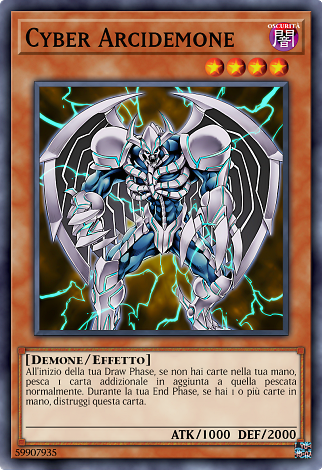 Cyber Arcidemone
OSCURITÀ
闇
[Demone/Effetto]
All'inizio della tua Draw Phase, se non hai carte nella tua mano,
pesca 1 carta addizionale in aggiunta a quella pescata
normalmente. Durante la tua End Phase, se hai 1 o più carte in
mano, distruggi questa carta.
ATK/1000 DEF/2000
59907935